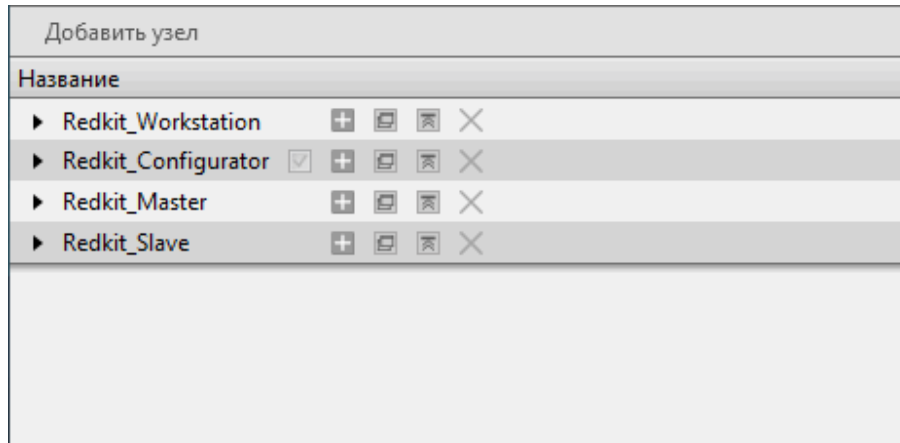 Добавить узел
Название
Redkit_Workstation
Redkit_Configurator
Redkit_Master
Redkit_Slave